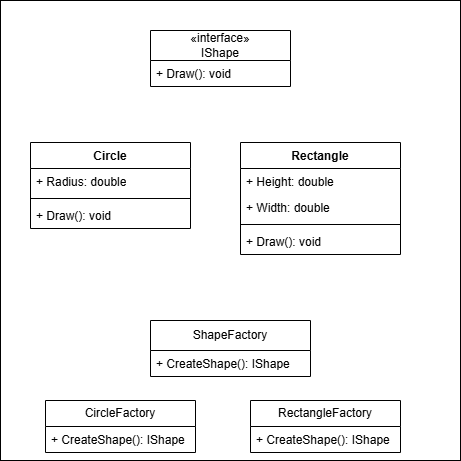 «interface»
IShape
+ Draw(): void
Circle
+ Radius: double
+ Draw(): void
Rectangle
+ Height: double
+ Width: double
+ Draw(): void
ShapeFactory
+ CreateShape(): IShape
CircleFactory
+ CreateShape(): IShape
RectangleFactory
+ CreateShape(): IShape